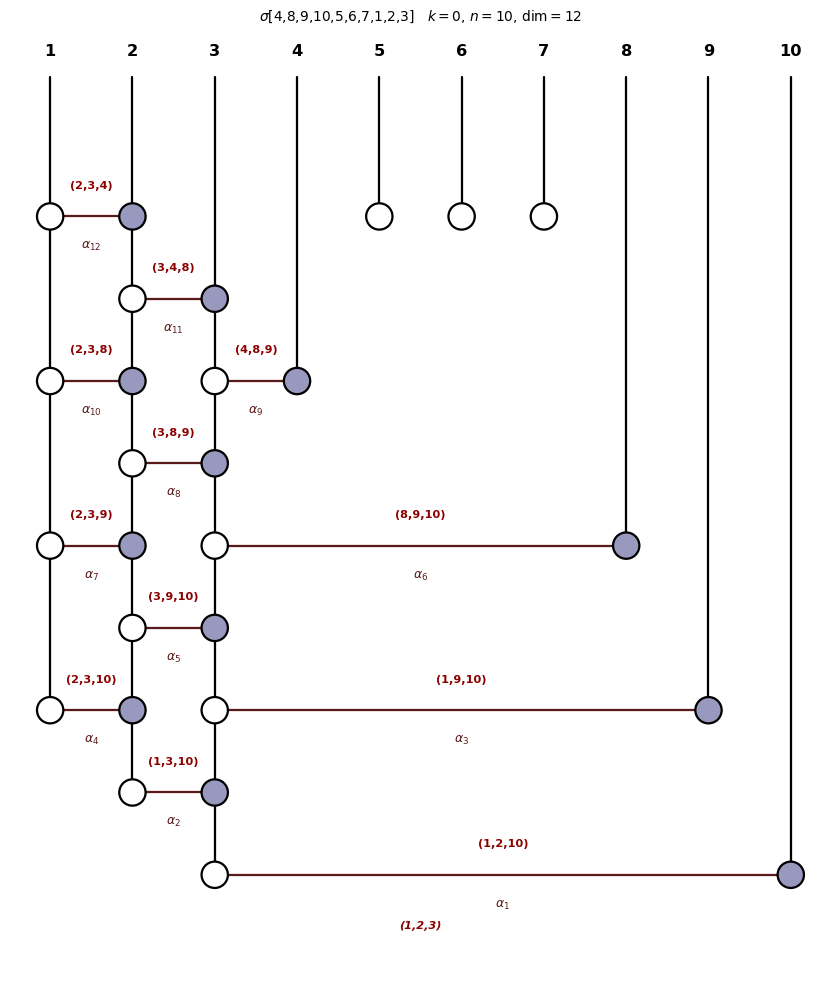 σ[4,8,9,10,5,6,7,1,2,3] k=0, n=10, dim=12
1 2 3 4 5 6 7 8 9 10
(2,3,4)
α₁₂
(3,4,8)
α₁₁
(2,3,8) (4,8,9)
α₁₀ α₉
(3,8,9)
α₈
(2,3,9) (8,9,10)
α₇ α₆
(3,9,10)
α₅
(2,3,10) (1,9,10)
α₄ α₃
(1,3,10)
α₂
(1,2,10)
α₁
(1,2,3)